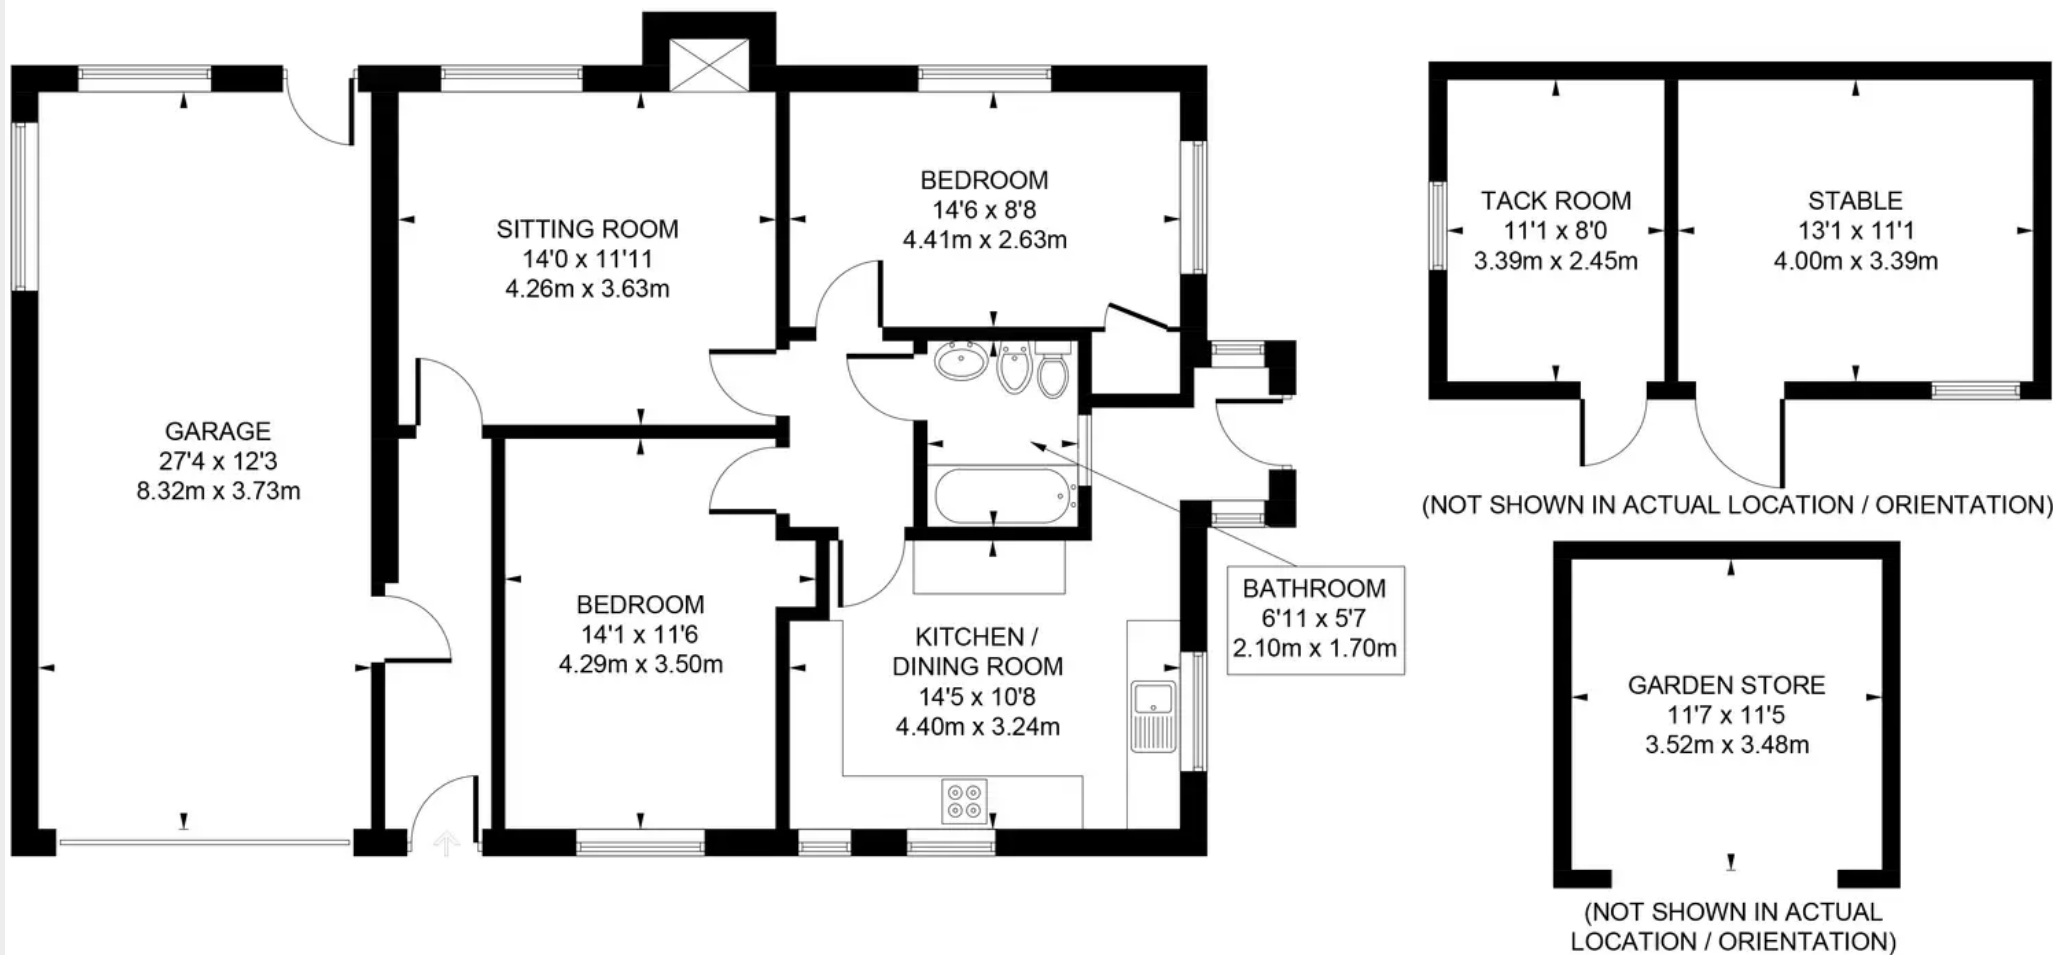 GARAGE
27'4 x 12'3
8.32m x 3.73m
SITTING ROOM
14'0 x 11'11
4.26m x 3.63m
BEDROOM
14'6 x 8'8
4.41m x 2.63m
BEDROOM
14'1 x 11'6
4.29m x 3.50m
KITCHEN /
DINING ROOM
14'5 x 10'8
4.40m x 3.24m
BATHROOM
6'11 x 5'7
2.10m x 1.70m
TACK ROOM
11'1 x 8'0
3.39m x 2.45m
STABLE
13'1 x 11'1
4.00m x 3.39m
(NOT SHOWN IN ACTUAL LOCATION / ORIENTATION)
GARDEN STORE
11'7 x 11'5
3.52m x 3.48m
(NOT SHOWN IN ACTUAL
LOCATION / ORIENTATION)